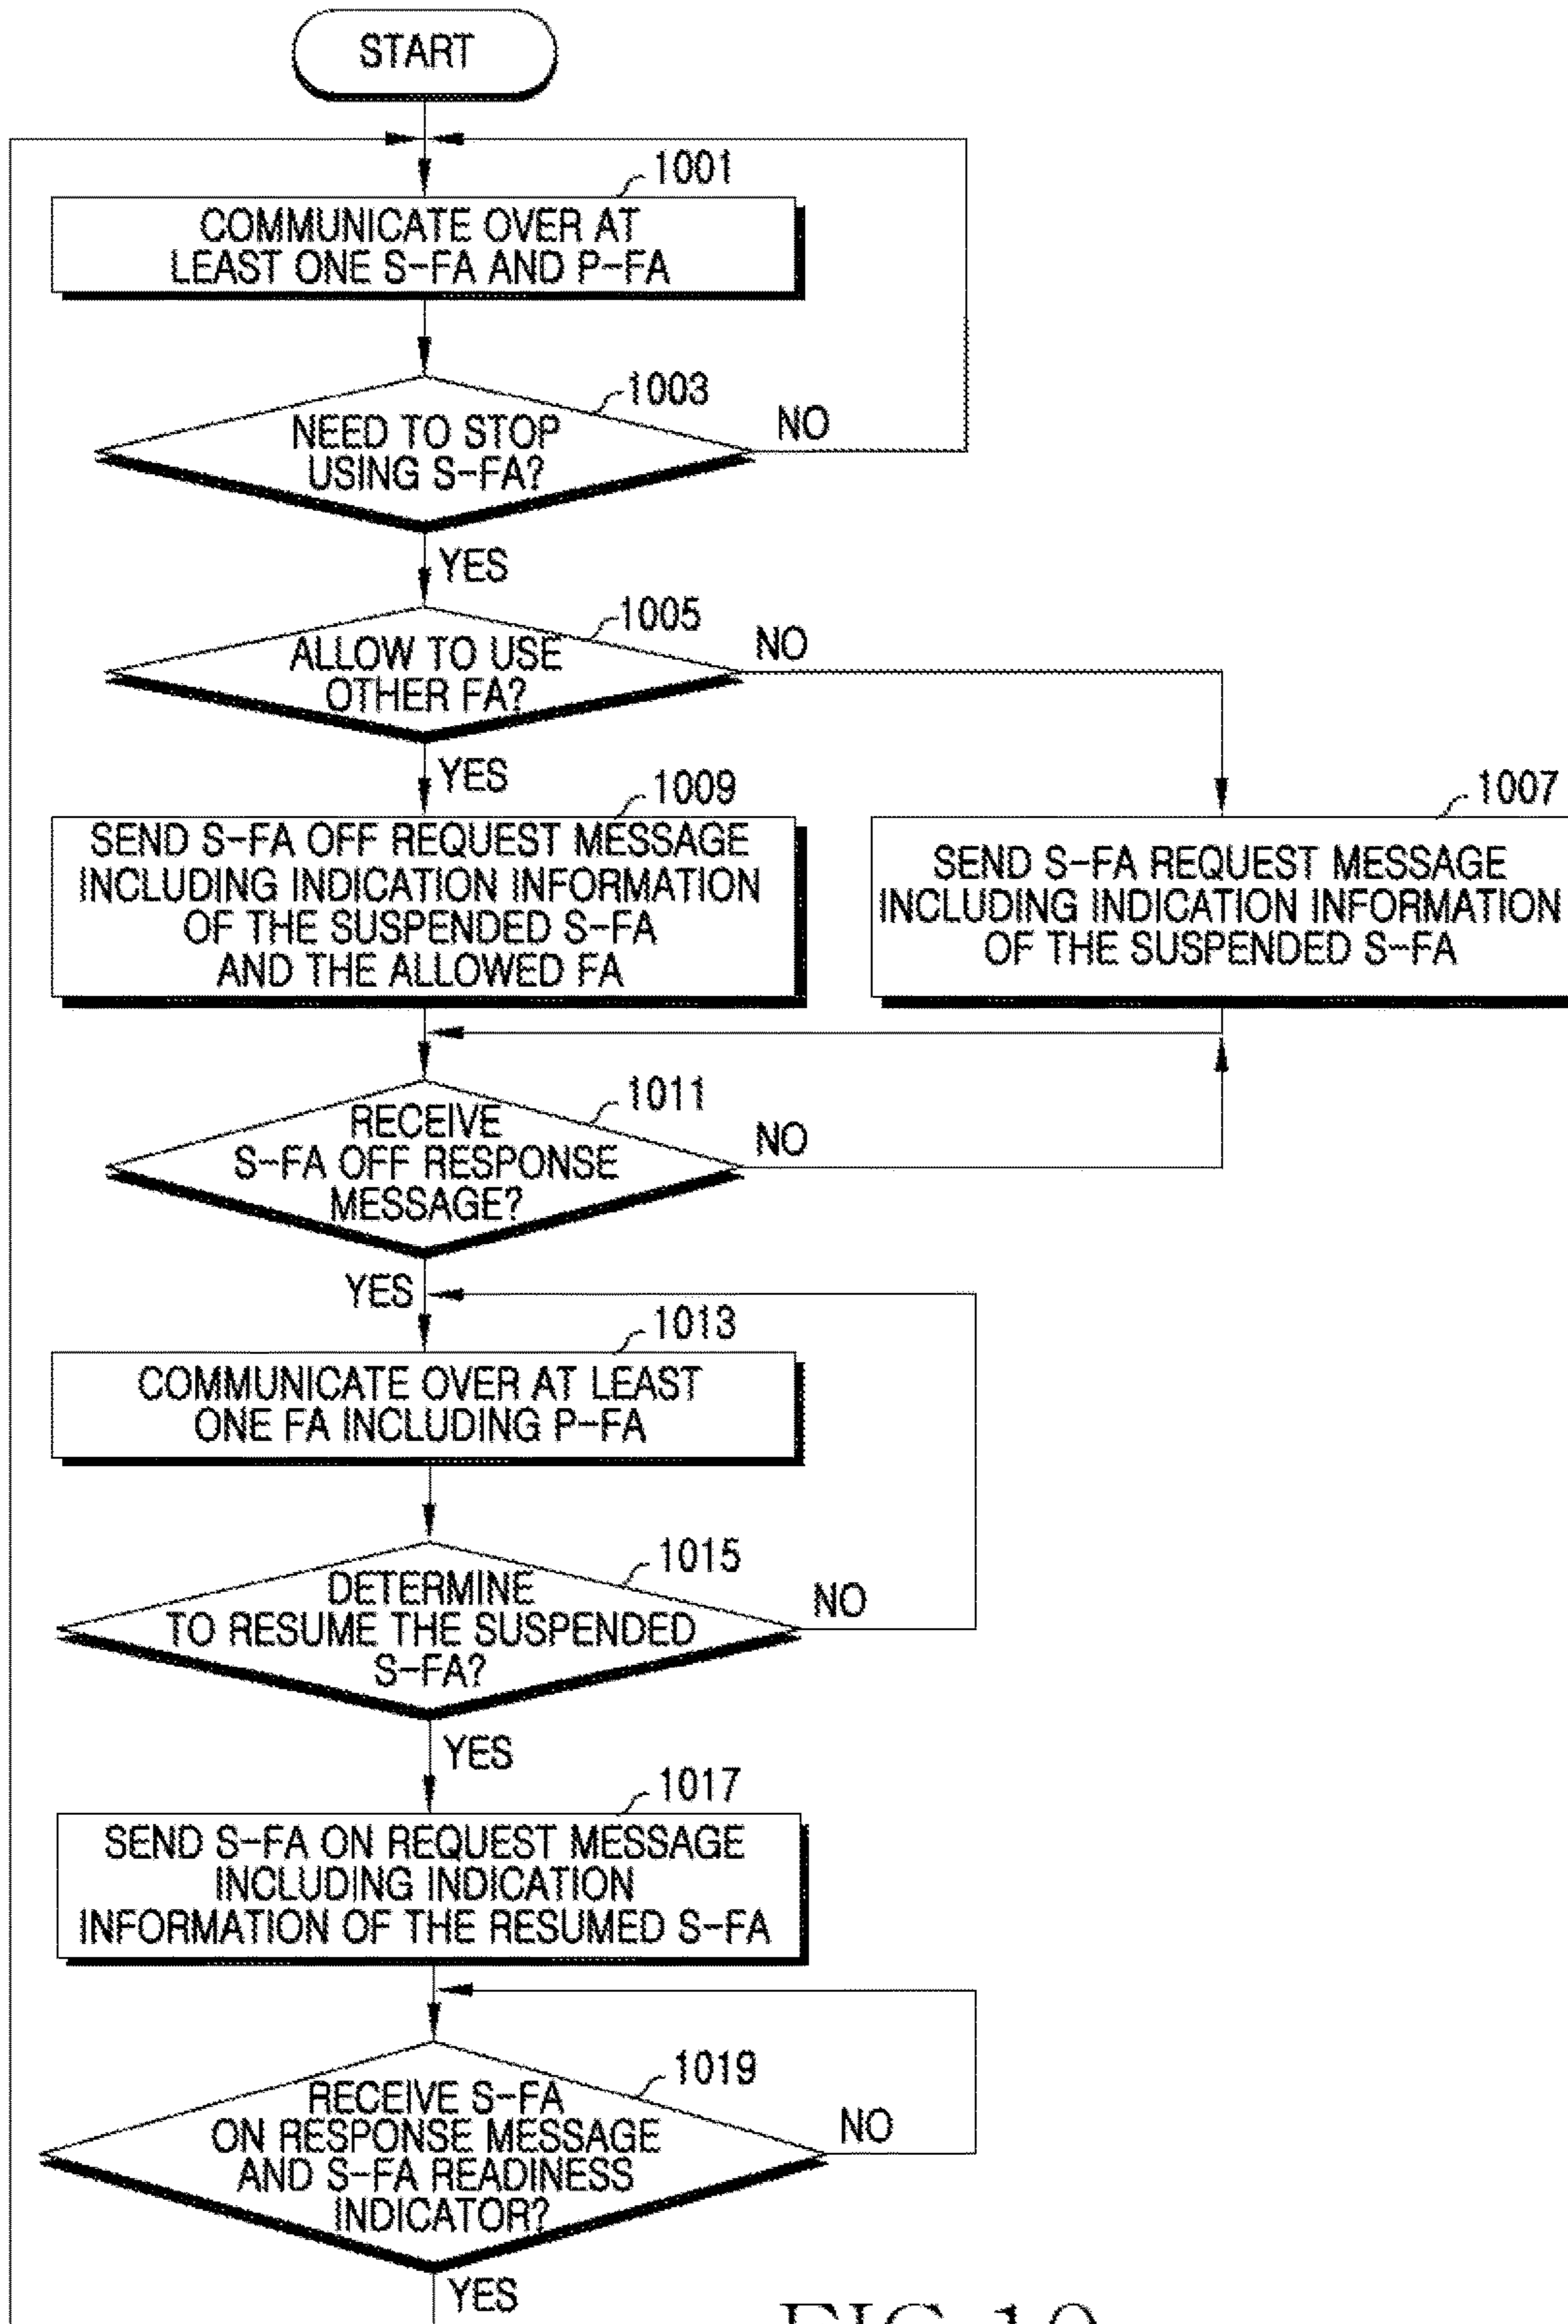 START
1001
COMMUNICATE OVER AT
LEAST ONE S-FA AND P-FA
1003
NEED TO STOP
USING S-FA?
NO
YES
1005
ALLOW TO USE
OTHER FA?
NO
YES
1009
SEND S-FA OFF REQUEST MESSAGE
INCLUDING INDICATION INFORMATION
OF THE SUSPENDED S-FA
AND THE ALLOWED FA
1007
SEND S-FA REQUEST MESSAGE
INCLUDING INDICATION INFORMATION
OF THE SUSPENDED S-FA
1011
RECEIVE
S-FA OFF RESPONSE
MESSAGE?
NO
YES
1013
COMMUNICATE OVER AT LEAST
ONE FA INCLUDING P-FA
1015
DETERMINE
TO RESUME THE SUSPENDED
S-FA?
NO
YES
1017
SEND S-FA ON REQUEST MESSAGE
INCLUDING INDICATION
INFORMATION OF THE RESUMED S-FA
1019
RECEIVE S-FA
ON RESPONSE MESSAGE
AND S-FA READINESS
INDICATOR?
NO
YES
FIG.10